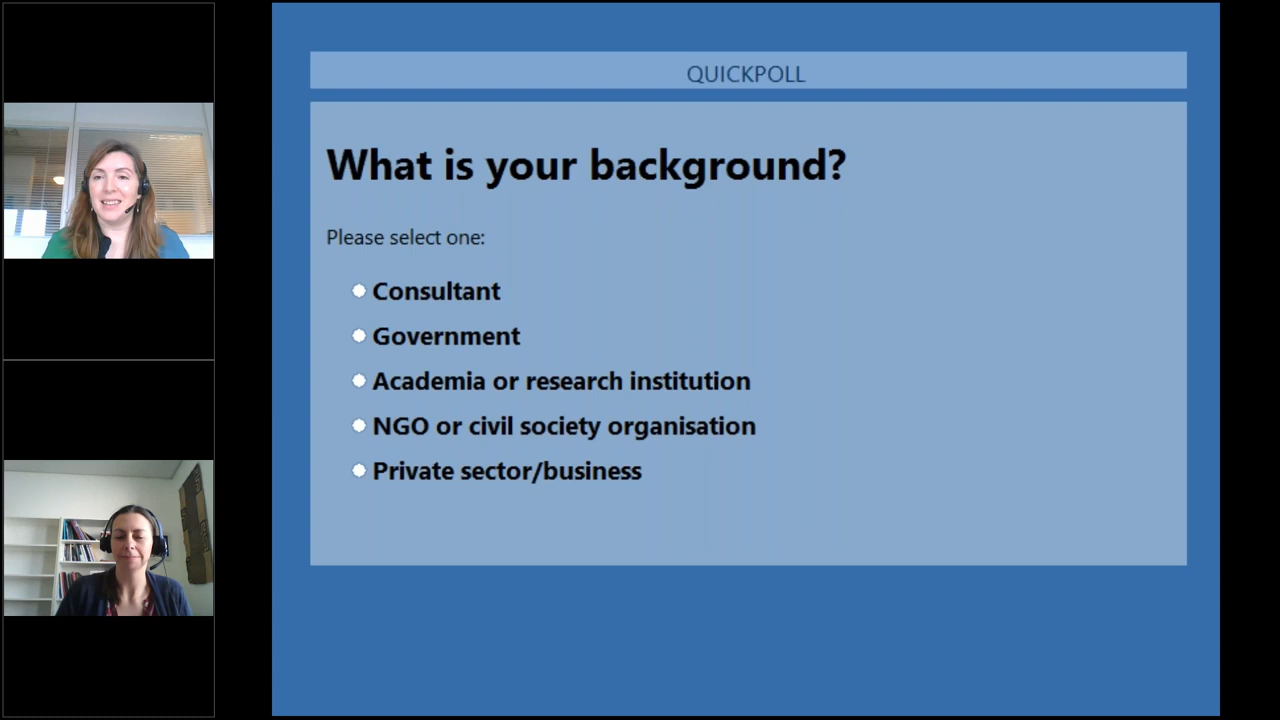 QUICKPOLL
What is your background?
Please select one:
Consultant
Government
Academia or research institution
NGO or civil society organisation
Private sector/business